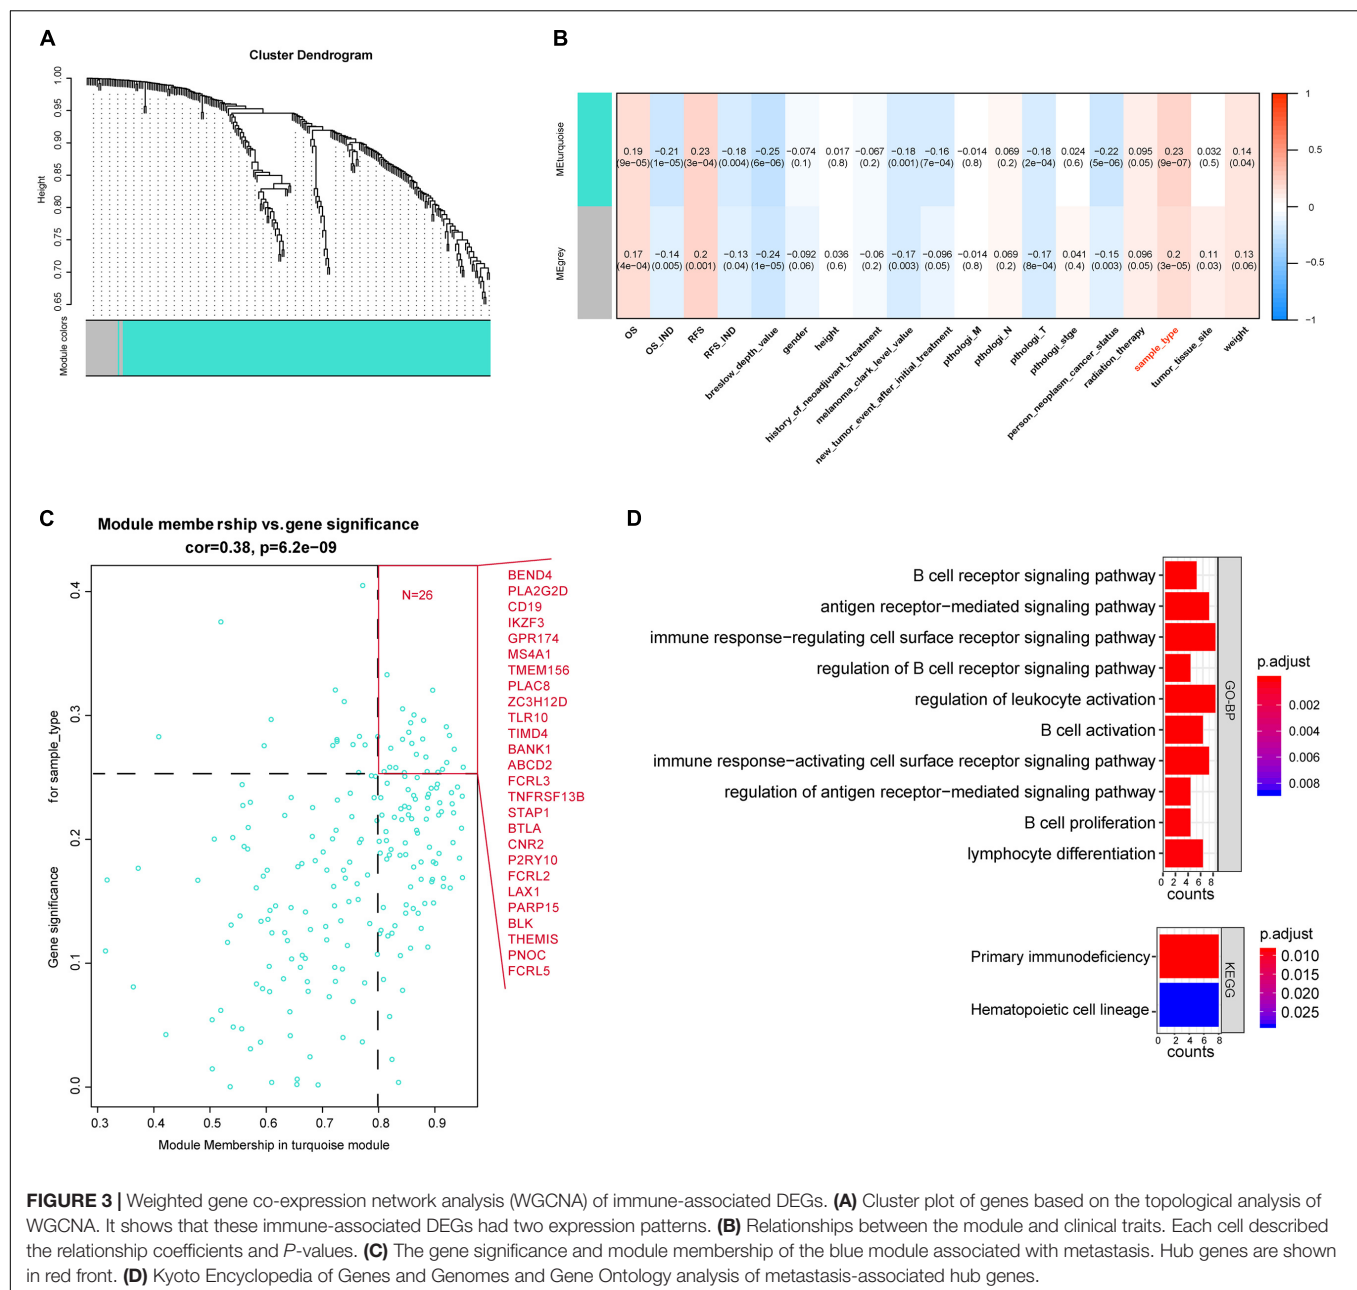 A
Cluster Dendrogram
Height
1.00
0.95
0.90
0.85
0.80
0.75
0.70
0.65
Module colors
B
MEturquoise
0.19 −0.21 0.23 −0.18 −0.25 −0.074 0.017 −0.067 −0.18 −0.16 −0.014 0.069 −0.18 0.024 −0.22 0.095 0.23 0.032 0.14
(9e−05) (1e−05) (3e−04) (0.004) (6e−06) (0.1) (0.8) (0.2) (0.001) (7e−04) (0.8) (0.2) (2e−04) (0.6) (5e−06) (0.05) (9e−07) (0.5) (0.04)
MEgrey
0.17 −0.14 0.2 −0.13 −0.24 −0.092 0.036 −0.06 −0.17 −0.096 −0.014 0.069 −0.17 0.041 −0.15 0.096 0.2 0.11 0.13
(4e−04) (0.005) (0.001) (0.04) (1e−05) (0.06) (0.6) (0.2) (0.003) (0.05) (0.8) (0.2) (8e−04) (0.4) (0.003) (0.05) (3e−05) (0.03) (0.06)
OS
OS_IND
RFS
RFS_IND
breslow_depth_value
gender
height
history_of_neoadjuvant_treatment
melanoma_clark_level_value
new_tumor_event_after_initial_treatment
pthologi_M
pthologi_N
pthologi_T
pthologi_stge
person_neoplasm_cancer_status
radiation_therapy
sample_type
tumor_tissue_site
weight
1
0.5
0
−0.5
−1
C
Module membe rship vs. gene significance
cor=0.38, p=6.2e−09
Gene significance for sample_type
0.4
0.3
0.2
0.1
0.0
N=26
0.3 0.4 0.5 0.6 0.7 0.8 0.9
Module Membership in turquoise module
BEND4
PLA2G2D
CD19
IKZF3
GPR174
MS4A1
TMEM156
PLAC8
ZC3H12D
TLR10
TIMD4
BANK1
ABCD2
FCRL3
TNFRSF13B
STAP1
BTLA
CNR2
P2RY10
FCRL2
LAX1
PARP15
BLK
THEMIS
PNOC
FCRL5
D
B cell receptor signaling pathway
antigen receptor−mediated signaling pathway
immune response−regulating cell surface receptor signaling pathway
regulation of B cell receptor signaling pathway
regulation of leukocyte activation
B cell activation
immune response−activating cell surface receptor signaling pathway
regulation of antigen receptor−mediated signaling pathway
B cell proliferation
lymphocyte differentiation
0 2 4 6 8
counts
GO−BP
p.adjust
0.002
0.004
0.006
0.008
Primary immunodeficiency
Hematopoietic cell lineage
0 2 4 6 8
counts
KEGG
p.adjust
0.010
0.015
0.020
0.025
FIGURE 3 | Weighted gene co-expression network analysis (WGCNA) of immune-associated DEGs. (A) Cluster plot of genes based on the topological analysis of
WGCNA. It shows that these immune-associated DEGs had two expression patterns. (B) Relationships between the module and clinical traits. Each cell described
the relationship coefficients and P-values. (C) The gene significance and module membership of the blue module associated with metastasis. Hub genes are shown
in red front. (D) Kyoto Encyclopedia of Genes and Genomes and Gene Ontology analysis of metastasis-associated hub genes.